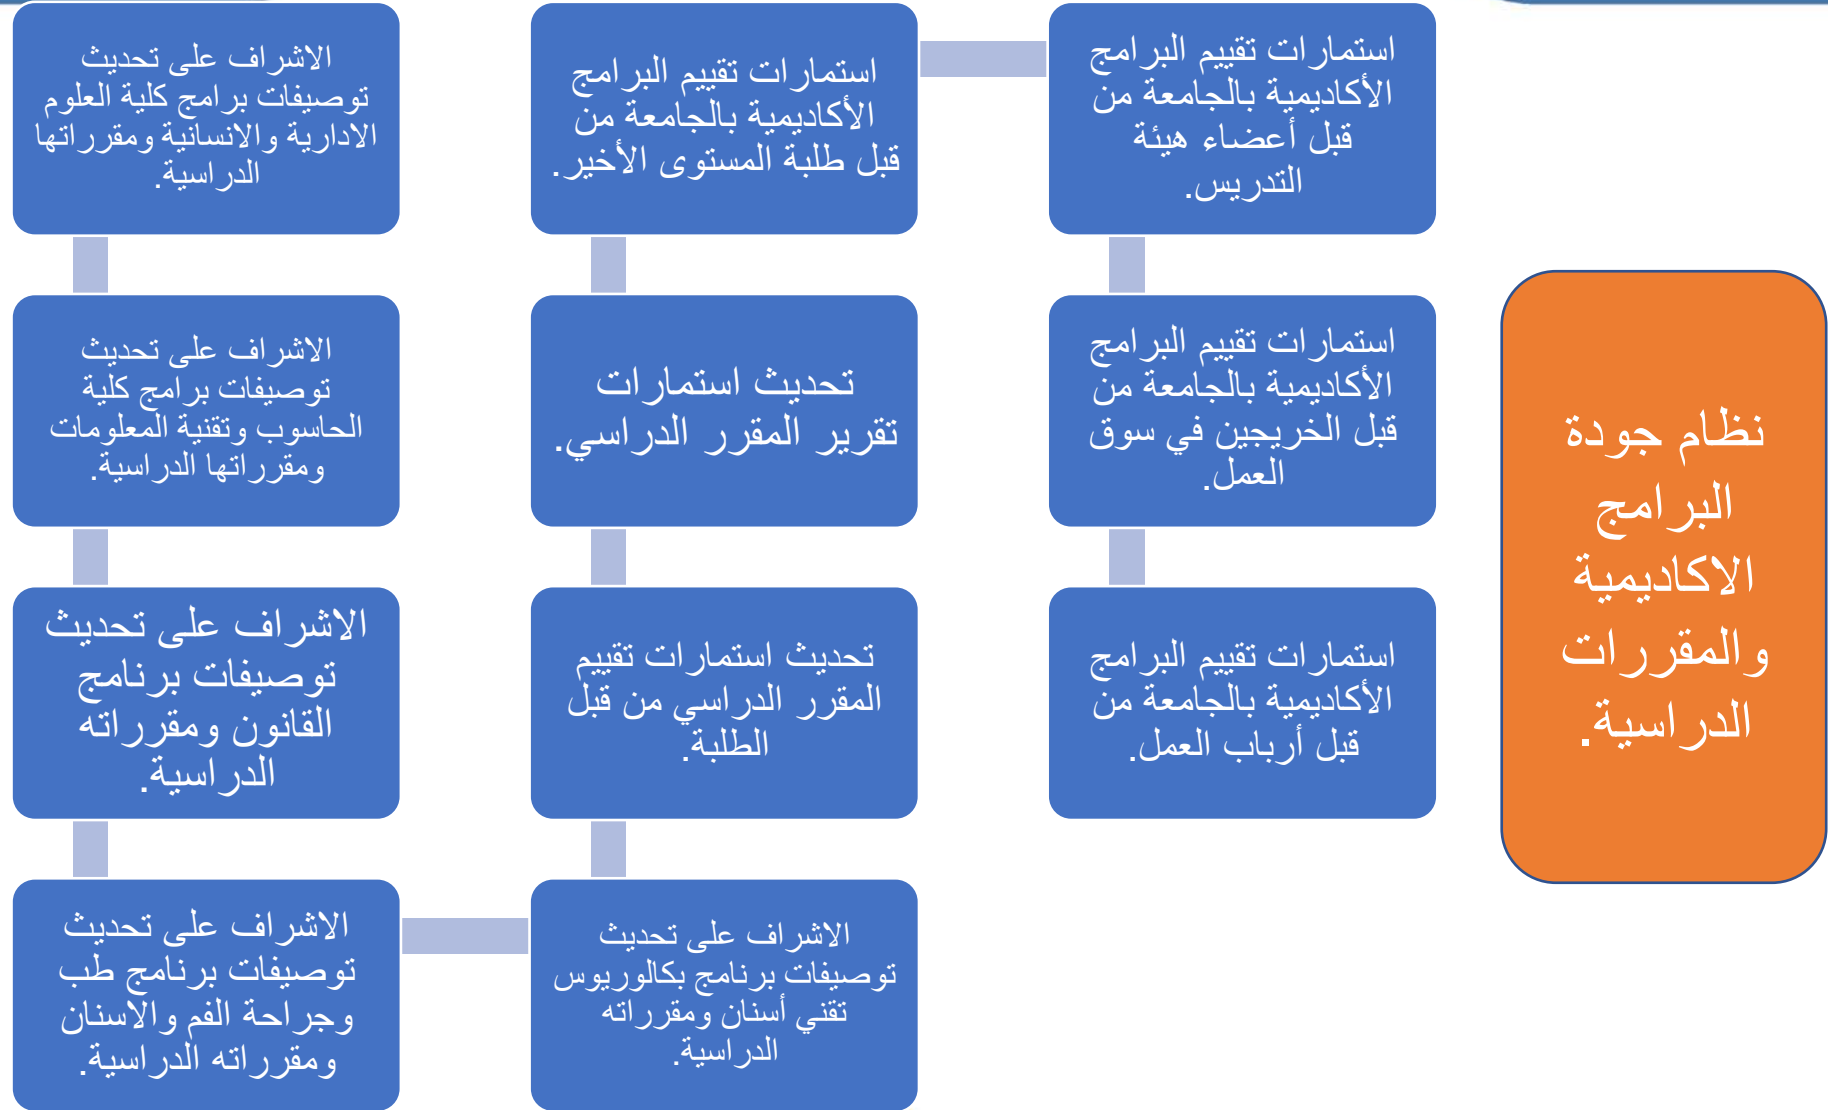 نظام جودة
البرامج
الاكاديمية
والمقررات
الدراسية.
استمارات تقييم البرامج
الأكاديمية بالجامعة من
قبل أعضاء هيئة
التدريس.
استمارات تقييم البرامج
الأكاديمية بالجامعة من
قبل الخريجين في سوق
العمل.
استمارات تقييم البرامج
الأكاديمية بالجامعة من
قبل أرباب العمل.
استمارات تقييم البرامج
الأكاديمية بالجامعة من
قبل طلبة المستوى الأخير.
تحديث استمارات
تقرير المقرر الدراسي.
تحديث استمارات تقييم
المقرر الدراسي من قبل
الطلبة.
الاشراف على تحديث
توصيفات برنامج بكالوريوس
تقني أسنان ومقرراته
الدراسية.
الاشراف على تحديث
توصيفات برامج كلية العلوم
الادارية والانسانية ومقرراتها
الدراسية.
الاشراف على تحديث
توصيفات برامج كلية
الحاسوب وتقنية المعلومات
ومقرراتها الدراسية.
الاشراف على تحديث
توصيفات برنامج
القانون ومقرراته
الدراسية.
الاشراف على تحديث
توصيفات برنامج طب
وجراحة الفم والاسنان
ومقرراته الدراسية.